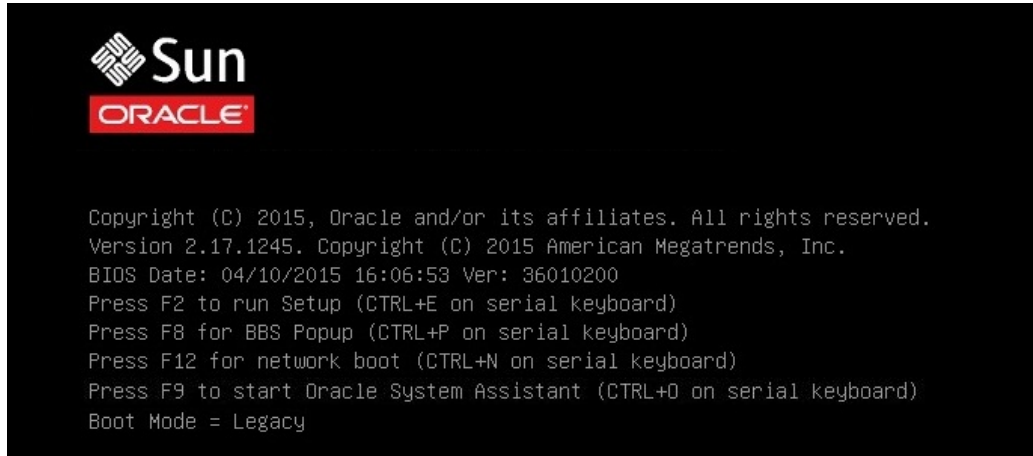 Sun
ORACLE
Copyright (C) 2015, Oracle and/or its affiliates. All rights reserved.
Version 2.17.1245. Copyright (C) 2015 American Megatrends, Inc.
BIOS Date: 04/10/2015 16:06:53 Ver: 36010200
Press F2 to run Setup (CTRL+E on serial keyboard)
Press F8 for BBS Popup (CTRL+P on serial keyboard)
Press F12 for network boot (CTRL+N on serial keyboard)
Press F9 to start Oracle System Assistant (CTRL+O on serial keyboard)
Boot Mode = Legacy